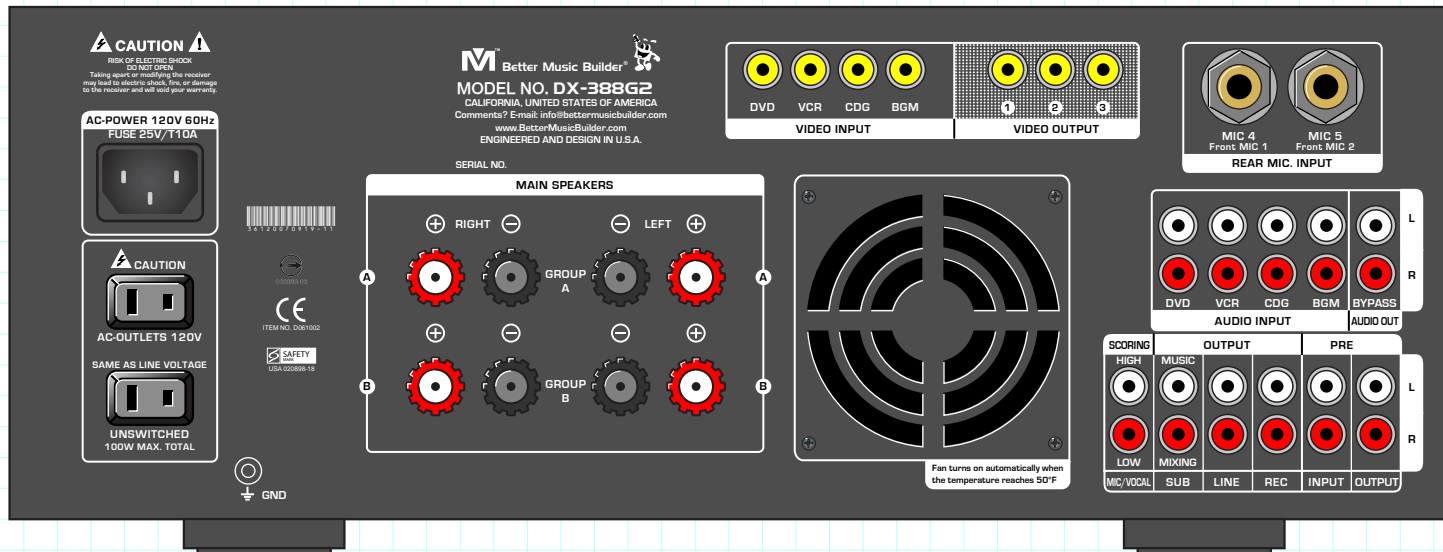 CAUTION
RISK OF ELECTRIC SHOCK
DO NOT OPEN
Taking apart or modifying the receiver
may lead to electric shock, fire, or damage
to the receiver and will void your warranty.
AC-POWER 120V 60Hz
FUSE 25V/T10A
CAUTION
AC-OUTLETS 120V
SAME AS LINE VOLTAGE
UNSWITCHED
100W MAX. TOTAL
36120070919-11
020383-03
CE
ITEM NO. D061002
SAFETY
MARK
USA 020898-18
GND
M™ Better Music Builder®
MODEL NO. DX-388G2
CALIFORNIA, UNITED STATES OF AMERICA
Comments? E-mail: info@bettermusicbuilder.com
www.BetterMusicBuilder.com
ENGINEERED AND DESIGN IN U.S.A.
SERIAL NO.
MAIN SPEAKERS
+ RIGHT − − LEFT +
A GROUP A
A
+ − − +
B GROUP B
B
DVD VCR CDG BGM
1 2 3
VIDEO INPUT VIDEO OUTPUT
Fan turns on automatically when
the temperature reaches 50°F
MIC 4 MIC 5
Front MIC 1 Front MIC 2
REAR MIC. INPUT
L
R
DVD VCR CDG BGM BYPASS
AUDIO INPUT AUDIO OUT
SCORING OUTPUT PRE
HIGH MUSIC
L
R
LOW MIXING
MIC/VOCAL SUB LINE REC INPUT OUTPUT